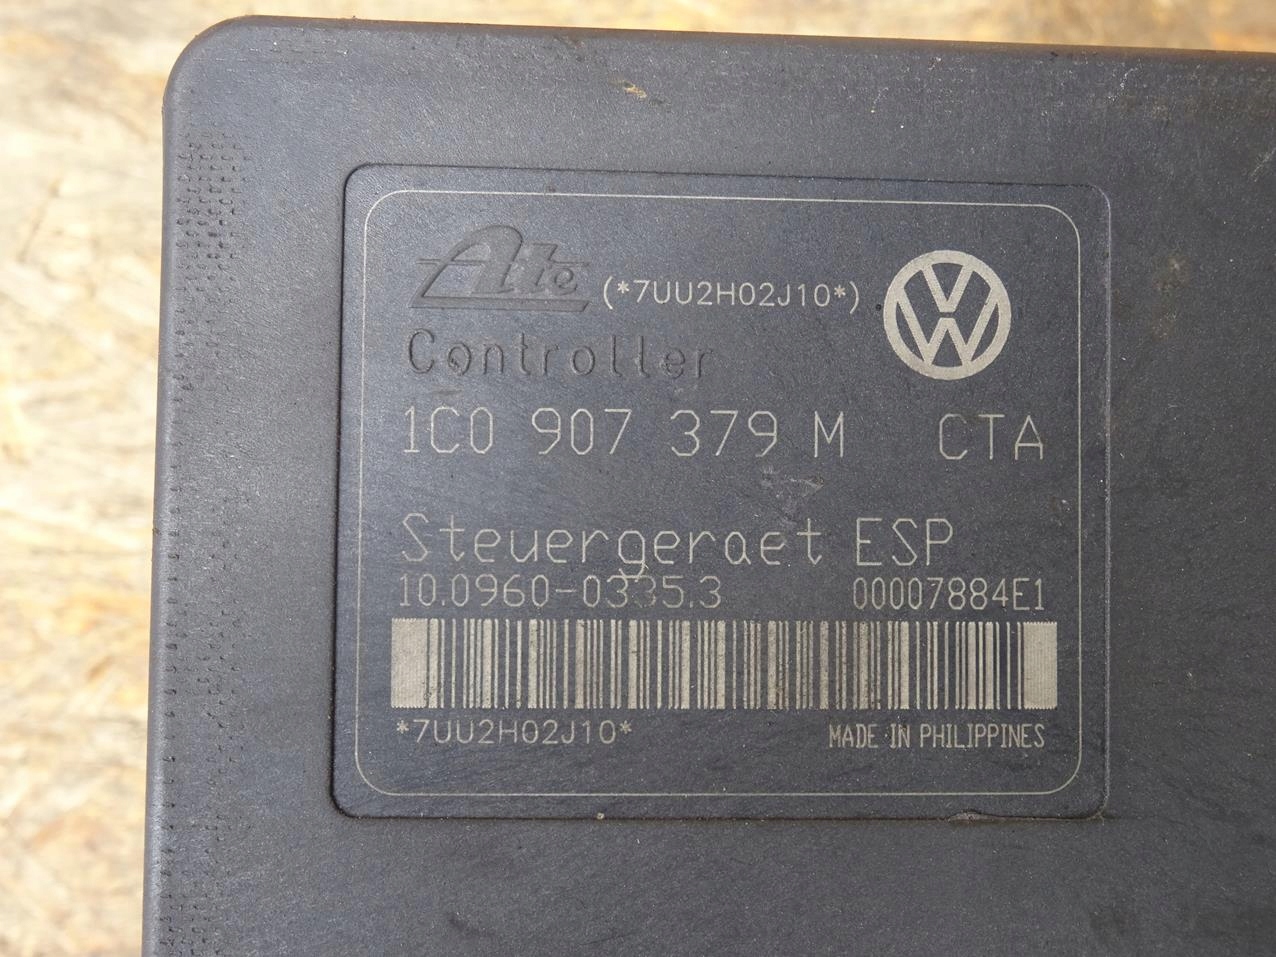 Ate (*7UU2H02J10*)
Controller
1C0 907 379 M CTA
Steuergeraet ESP
10.0960-0335.3 00007884E1
*7UU2H02J10* MADE IN PHILIPPINES